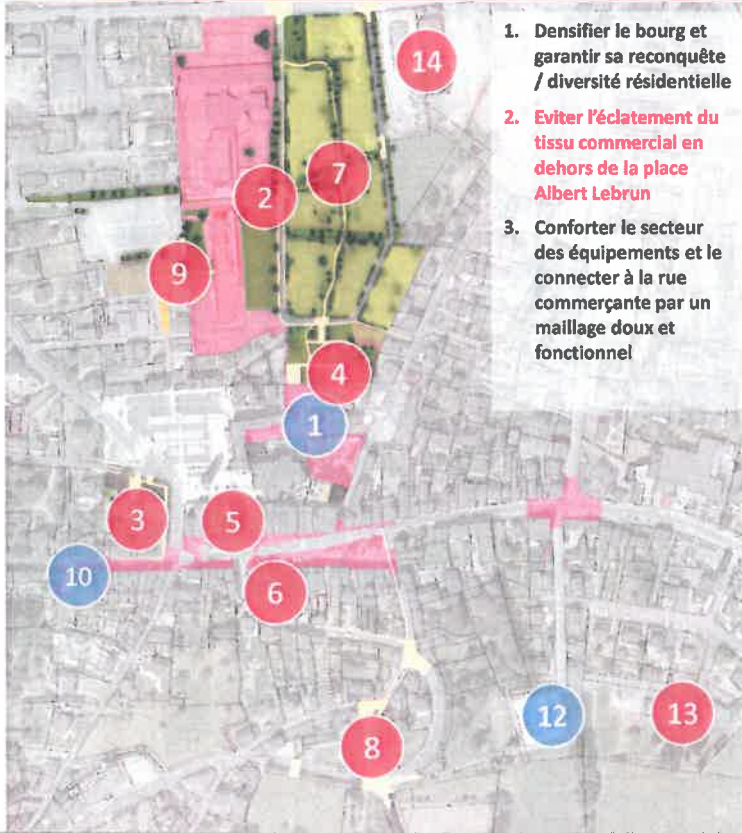 1. Densifier le bourg et
garantir sa reconquête
/ diversité résidentielle
2. Eviter l'éclatement du
tissu commercial en
dehors de la place
Albert Lebrun
3. Conforter le secteur
des équipements et le
connecter à la rue
commerçante par un
maillage doux et
fonctionnel
14
7
2
9
4
1
3
5
10
6
12
13
8